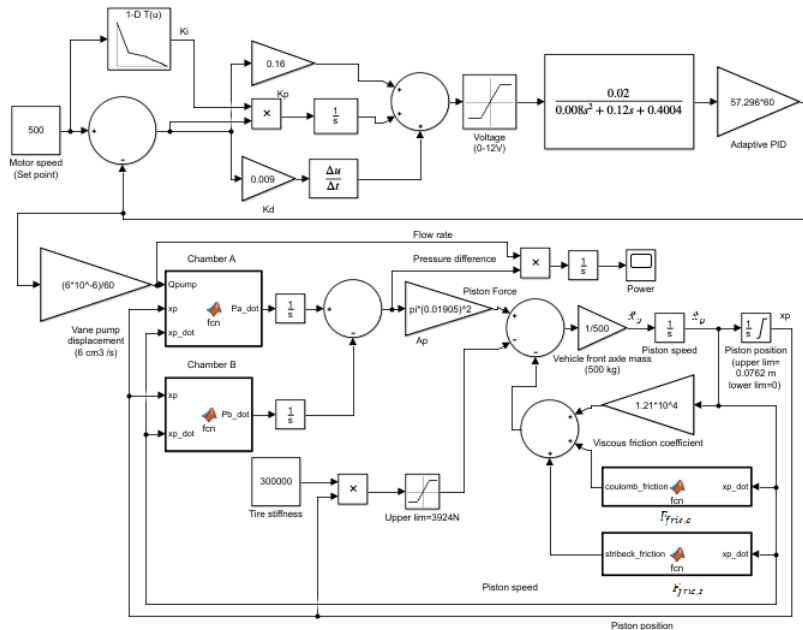 1-D T(u)
Ki
0.16
Kp
×
1
s
500
Motor speed
(Set point)
+
-
+
+
+
Voltage
(0-12V)
0.02
0.008s² + 0.12s + 0.4004
57.296*60
Adaptive PID
0.009
Kd
Δu
Δt
Flow rate
Pressure difference
×
1
s
Power
(6*10^-6)/60
Vane pump
displacement
(6 cm3 /s)
Chamber A
Qpump
xp
xp_dot
fcn
Pa_dot
1
s
+
-
pi*(0.01905)^2
Ap
Piston Force
+
-
-
1/500
Vehicle front axle mass
(500 kg)
1
s
Piston speed
1
s
xp
Piston position
(upper lim=
0.0762 m
lower lim=0)
Chamber B
xp
xp_dot
fcn
Pb_dot
1
s
1.21*10^4
Viscous friction coefficient
+
+
+
300000
Tire stiffness
×
Upper lim=3924N
coulomb_friction
fcn
xp_dot
stribeck_friction
fcn
xp_dot
Piston speed
Piston position